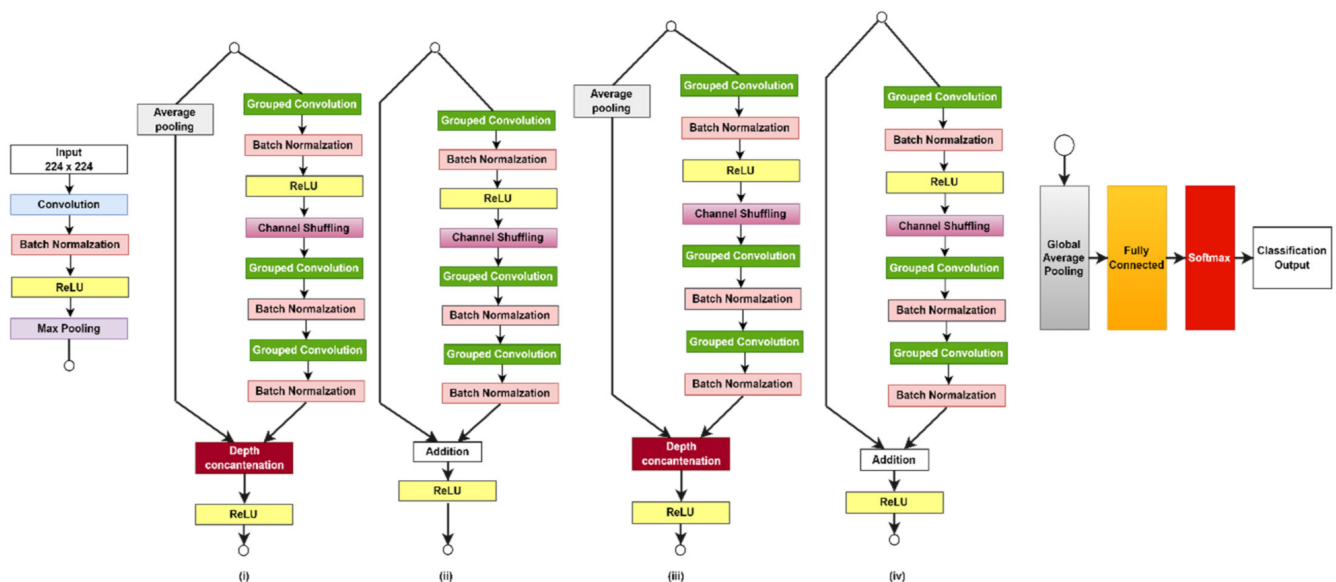 Input
224 x 224
Convolution
Batch Normalzation
ReLU
Max Pooling
Average
pooling
Grouped Convolution
Batch Normalzation
ReLU
Channel Shuffling
Grouped Convolution
Batch Normalzation
Grouped Convolution
Batch Normalzation
Depth
concantenation
ReLU
(i)
Grouped Convolution
Batch Normalzation
ReLU
Channel Shuffling
Grouped Convolution
Batch Normalzation
Grouped Convolution
Batch Normalzation
Addition
ReLU
(ii)
Average
pooling
Grouped Convolution
Batch Normalzation
ReLU
Channel Shuffling
Grouped Convolution
Batch Normalzation
Grouped Convolution
Batch Normalzation
Depth
concantenation
ReLU
(iii)
Grouped Convolution
Batch Normalzation
ReLU
Channel Shuffling
Grouped Convolution
Batch Normalzation
Grouped Convolution
Batch Normalzation
Addition
ReLU
(iv)
Global
Average
Pooling
Fully
Connected
Softmax
Classification
Output